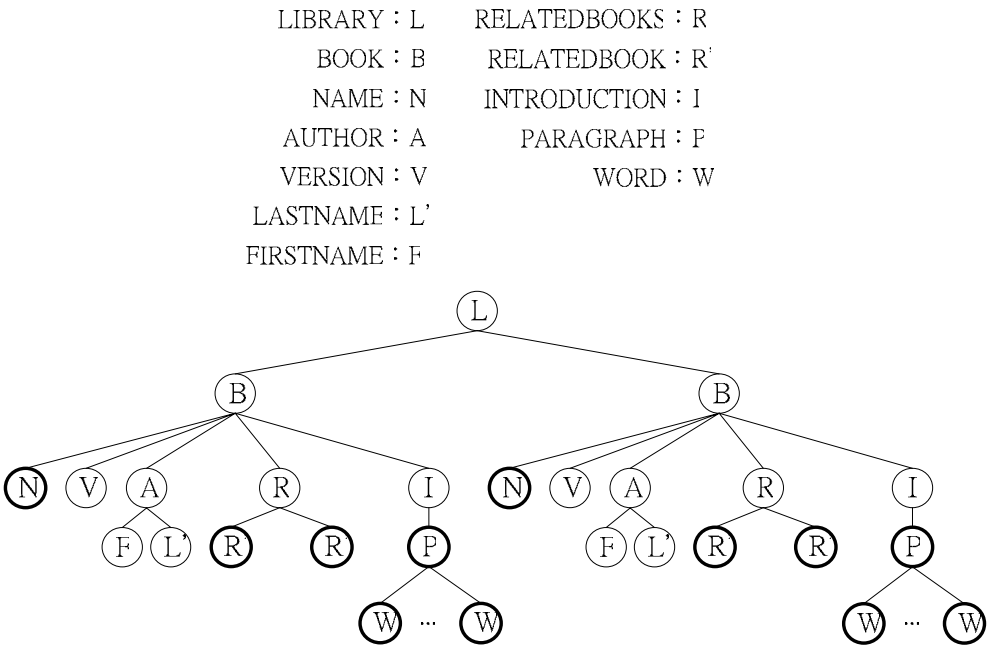 LIBRARY : L RELATEDBOOKS : R
BOOK : B RELATEDBOOK : R'
NAME : N INTRODUCTION : I
AUTHOR : A PARAGRAPH : P
VERSION : V WORD : W
LASTNAME : L'
FIRSTNAME : F
L
B B
N V A R I N V A R I
F L' R' R' P F L' R' R' P
W ... W W ... W